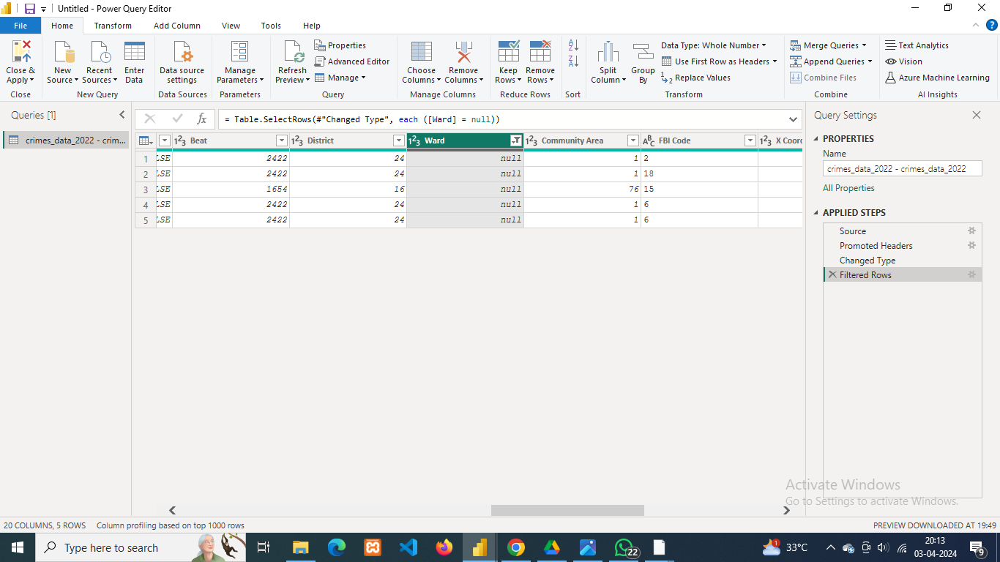 Untitled - Power Query Editor
File Home Transform Add Column View Tools Help
Close & Apply
Close
New Source
Recent Sources
Enter Data
New Query
Data source settings
Data Sources
Manage Parameters
Parameters
Refresh Preview
Properties
Advanced Editor
Manage
Query
Choose Columns
Remove Columns
Manage Columns
Keep Rows
Remove Rows
Reduce Rows
Sort
Split Column
Group By
Data Type: Whole Number
Use First Row as Headers
Replace Values
Transform
Merge Queries
Append Queries
Combine Files
Combine
Text Analytics
Vision
Azure Machine Learning
AI Insights
Queries [1]
crimes_data_2022 - crim...
fx
= Table.SelectRows(#"Changed Type", each ([Ward] = null))
Beat District Ward Community Area FBI Code X Coord
1 LSE 2422 24 null 1 2
2 LSE 2422 24 null 1 18
3 LSE 1654 16 null 76 15
4 LSE 2422 24 null 1 6
5 LSE 2422 24 null 1 6
Query Settings
PROPERTIES
Name
crimes_data_2022 - crimes_data_2022
All Properties
APPLIED STEPS
Source
Promoted Headers
Changed Type
Filtered Rows
Activate Windows
Go to Settings to activate Windows.
20 COLUMNS, 5 ROWS Column profiling based on top 1000 rows
PREVIEW DOWNLOADED AT 19:49
Type here to search
22
1
33°C
20:13
03-04-2024
9